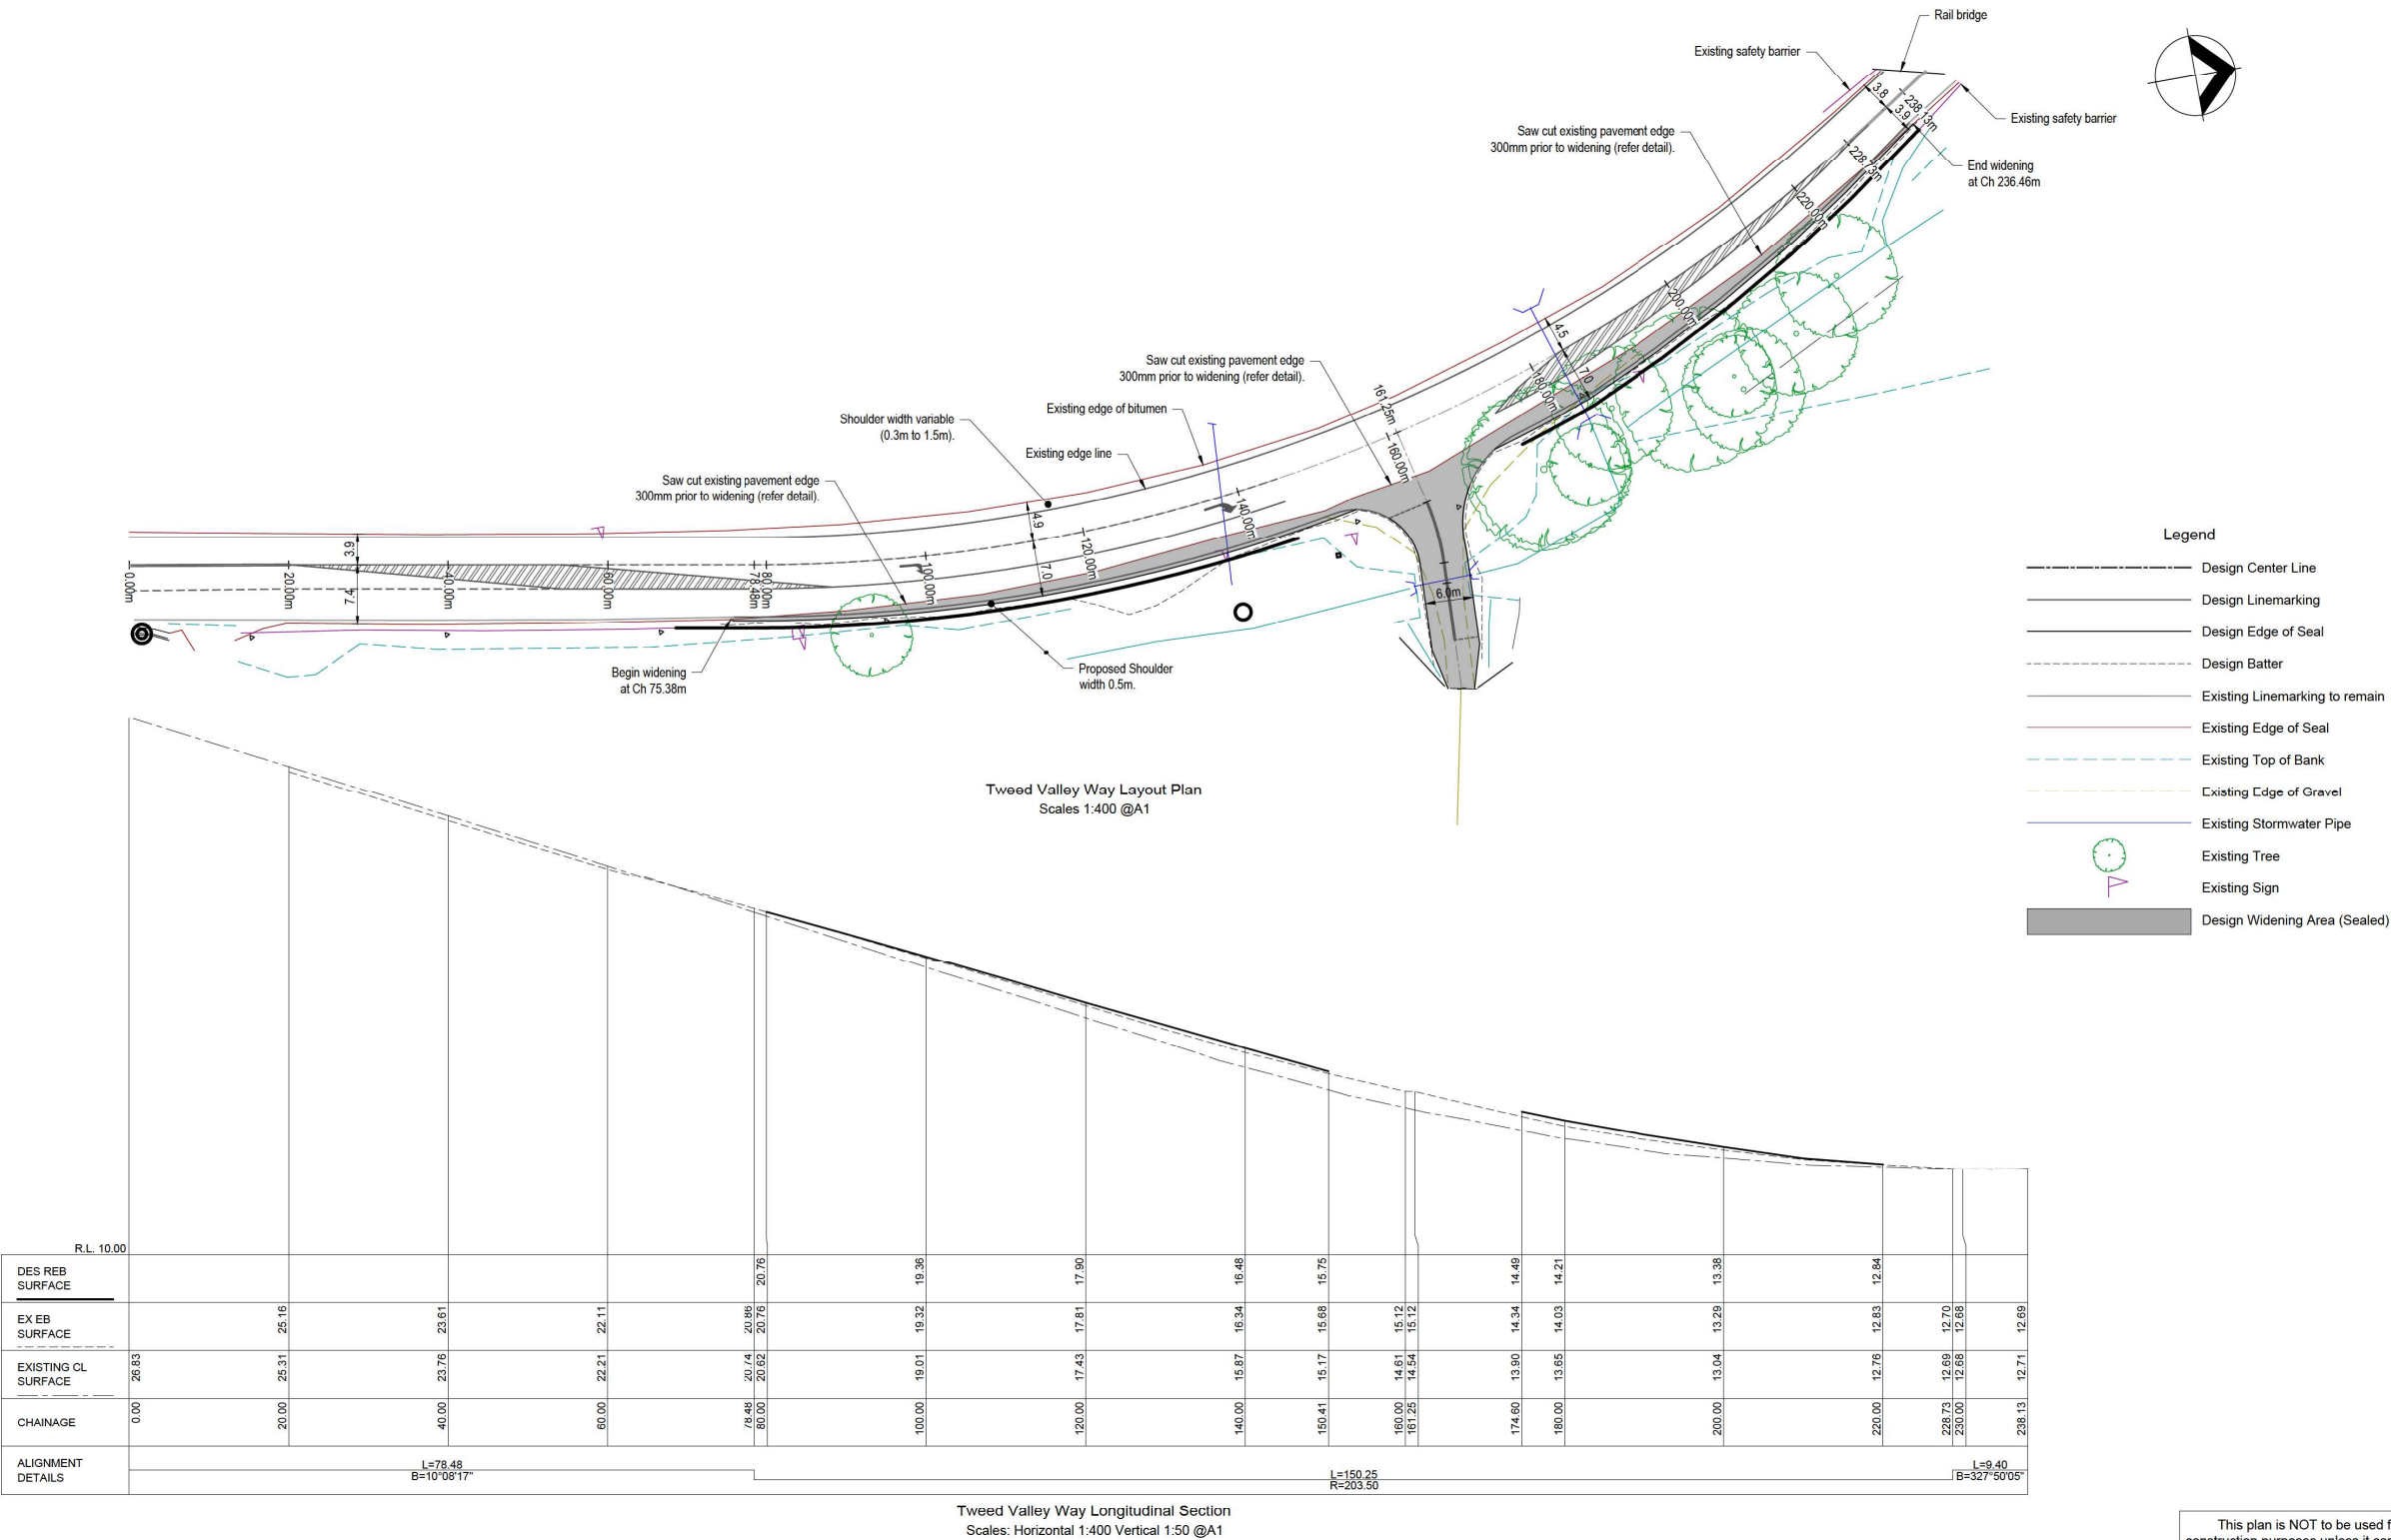 Rail bridge
Existing safety barrier
Existing safety barrier
3.8
3.9
238.13m
Saw cut existing pavement edge
300mm prior to widening (refer detail).
End widening
at Ch 236.46m
228.73m
220.00m
200.00m
4.5
7.0
180.00m
Saw cut existing pavement edge
300mm prior to widening (refer detail).
161.25m
160.00m
Existing edge of bitumen
Shoulder width variable
(0.3m to 1.5m).
Existing edge line
Saw cut existing pavement edge
300mm prior to widening (refer detail).
4.9
7.0
140.00m
120.00m
100.00m
3.9
7.4
0.00m
20.00m
40.00m
60.00m
78.48m
80.00m
6.0m
Begin widening
at Ch 75.38m
Proposed Shoulder
width 0.5m.
Legend
Design Center Line
Design Linemarking
Design Edge of Seal
Design Batter
Existing Linemarking to remain
Existing Edge of Seal
Existing Top of Bank
Existing Edge of Gravel
Existing Stormwater Pipe
Existing Tree
Existing Sign
Design Widening Area (Sealed)
Tweed Valley Way Layout Plan
Scales 1:400 @A1
R.L. 10.00
DES REB
SURFACE
20.76 19.36 17.90 16.48 15.75 14.49 14.21 13.38 12.84
EX EB
SURFACE
25.16 23.61 22.11 20.86 20.76 19.32 17.81 16.34 15.68 15.12 15.12 14.34 14.03 13.29 12.83 12.70 12.68 12.69
EXISTING CL
SURFACE
26.83 25.31 23.76 22.21 20.74 20.62 19.01 17.43 15.87 15.17 14.61 14.54 13.90 13.65 13.04 12.76 12.69 12.68 12.71
CHAINAGE
0.00 20.00 40.00 60.00 78.48 80.00 100.00 120.00 140.00 150.41 160.00 161.25 174.60 180.00 200.00 220.00 228.73 230.00 238.13
ALIGNMENT
DETAILS
L=78.48
B=10°08'17"
L=150.25
R=203.50
L=9.40
B=327°50'05"
Tweed Valley Way Longitudinal Section
Scales: Horizontal 1:400 Vertical 1:50 @A1
This plan is NOT to be used